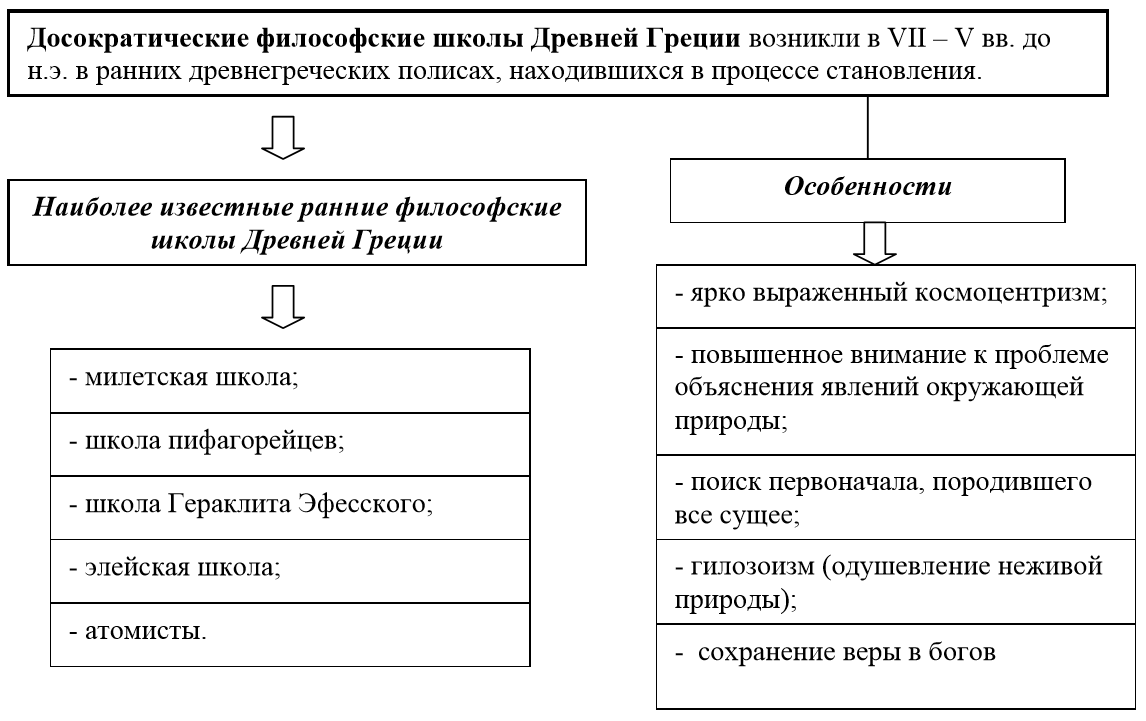 Досократические философские школы Древней Греции возникли в VII – V вв. до
н.э. в ранних древнегреческих полисах, находившихся в процессе становления.
Наиболее известные ранние философские
школы Древней Греции
- милетская школа;
- школа пифагорейцев;
- школа Гераклита Эфесского;
- элейская школа;
- атомисты.
Особенности
- ярко выраженный космоцентризм;
- повышенное внимание к проблеме
объяснения явлений окружающей
природы;
- поиск первоначала, породившего
все сущее;
- гилозоизм (одушевление неживой
природы);
- сохранение веры в богов